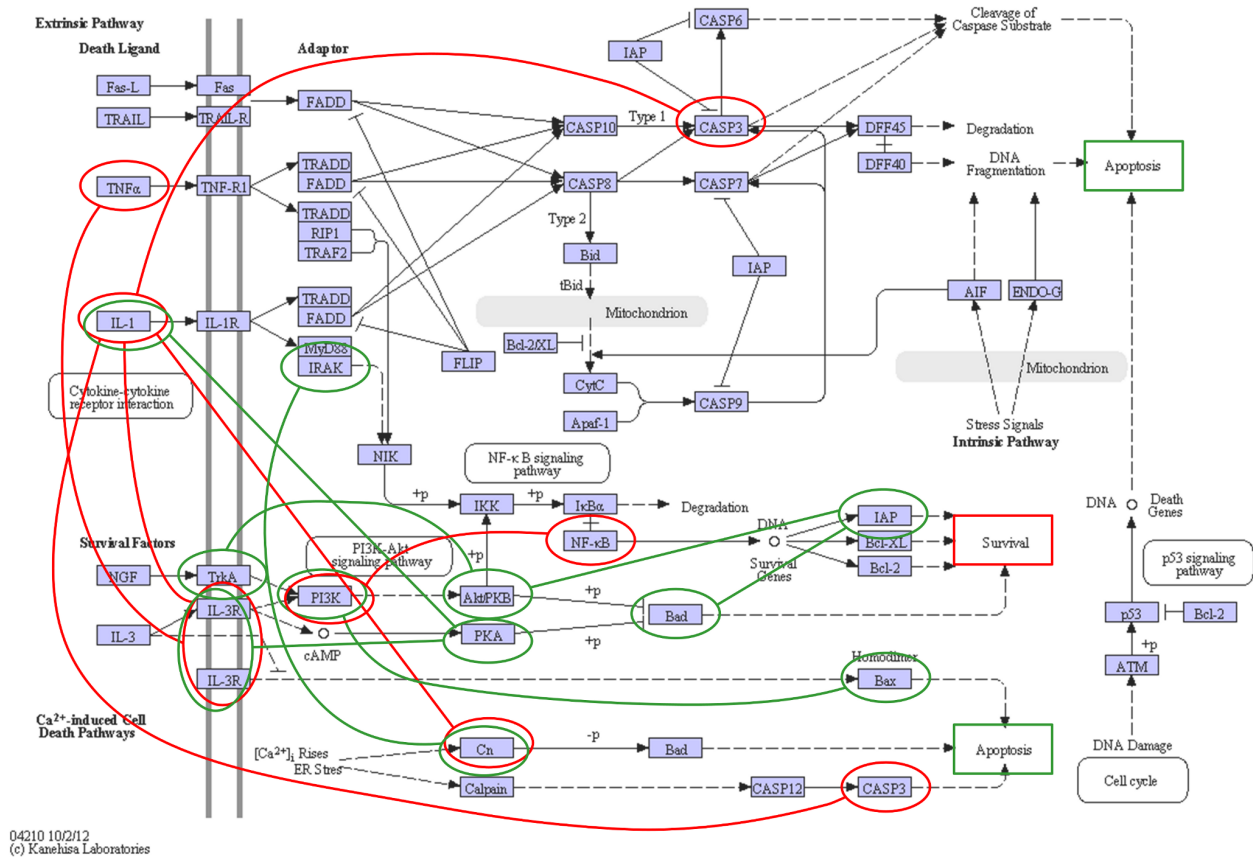 Extrinsic Pathway
Death Ligand
Adaptor
Fas-L
Fas
TRAIL
TRAIL-R
FADD
CASP10
Type 1
CASP3
CASP6
IAP
Cleavage of
Caspase Substrate
DFF45
Degradation
DFF40
DNA
Fragmentation
Apoptosis
TNFα
TNF-R1
TRADD
FADD
TRADD
RIP1
TRAF2
CASP8
CASP7
Type 2
Bid
tBid
Mitochondrion
IAP
AIF
ENDO-G
IL-1
IL-1R
TRADD
FADD
MyD88
IRAK
FLIP
Bcl-2/XL
CytC
Apaf-1
CASP9
Mitochondrion
Stress Signals
Intrinsic Pathway
Cytokine-cytokine
receptor interaction
NIK
NF-κB signaling
pathway
+p
IKK
+p
IκBα
Degradation
NF-κB
DNA
Survival
Genes
IAP
Bcl-XL
Bcl-2
Survival
DNA
Death
Genes
p53 signaling
pathway
Survival Factors
PI3K-Akt
signaling pathway
NGF
TrkA
PI3K
+p
Akt/PKB
+p
Bad
IL-3
IL-3R
cAMP
PKA
+p
IL-3R
Homodimer
Bax
p53
Bcl-2
+p
ATM
DNA Damage
Cell cycle
Ca2+-induced Cell
Death Pathways
[Ca2+]i Rises
ER Stres
Cn
-p
Bad
Apoptosis
Calpain
CASP12
CASP3
04210 10/2/12
(c) Kanehisa Laboratories